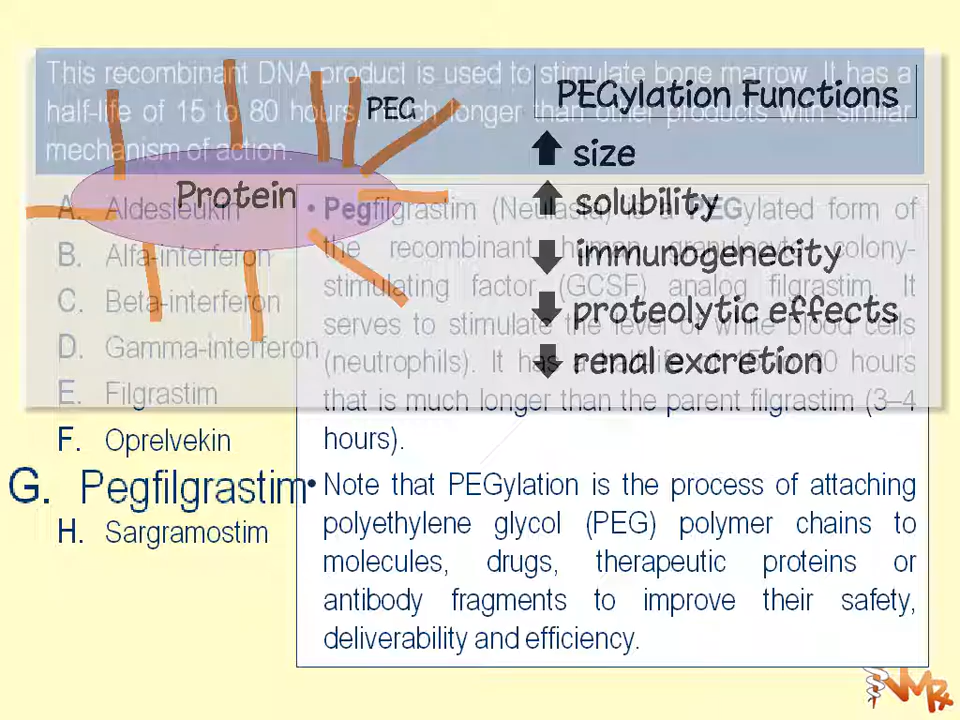 This recombinant DNA product is used to stimulate bone marrow. It has a
half-life of 15 to 80 hours, much longer than other products with similar
mechanism of action.
PEG
Protein
PEGylation Functions
size
solubility
immunogenecity
proteolytic effects
renal excretion
A. Aldesleukin
B. Alfa-interferon
C. Beta-interferon
D. Gamma-interferon
E. Filgrastim
F. Oprelvekin
G. Pegfilgrastim
H. Sargramostim
• Pegfilgrastim (Neulasta) is a PEGylated form of
the recombinant human granulocyte colony-
stimulating factor (GCSF) analog filgrastim. It
serves to stimulate the level of white blood cells
(neutrophils). It has a half-life of 15 to 80 hours
that is much longer than the parent filgrastim (3–4
hours).
• Note that PEGylation is the process of attaching
polyethylene glycol (PEG) polymer chains to
molecules, drugs, therapeutic proteins or
antibody fragments to improve their safety,
deliverability and efficiency.